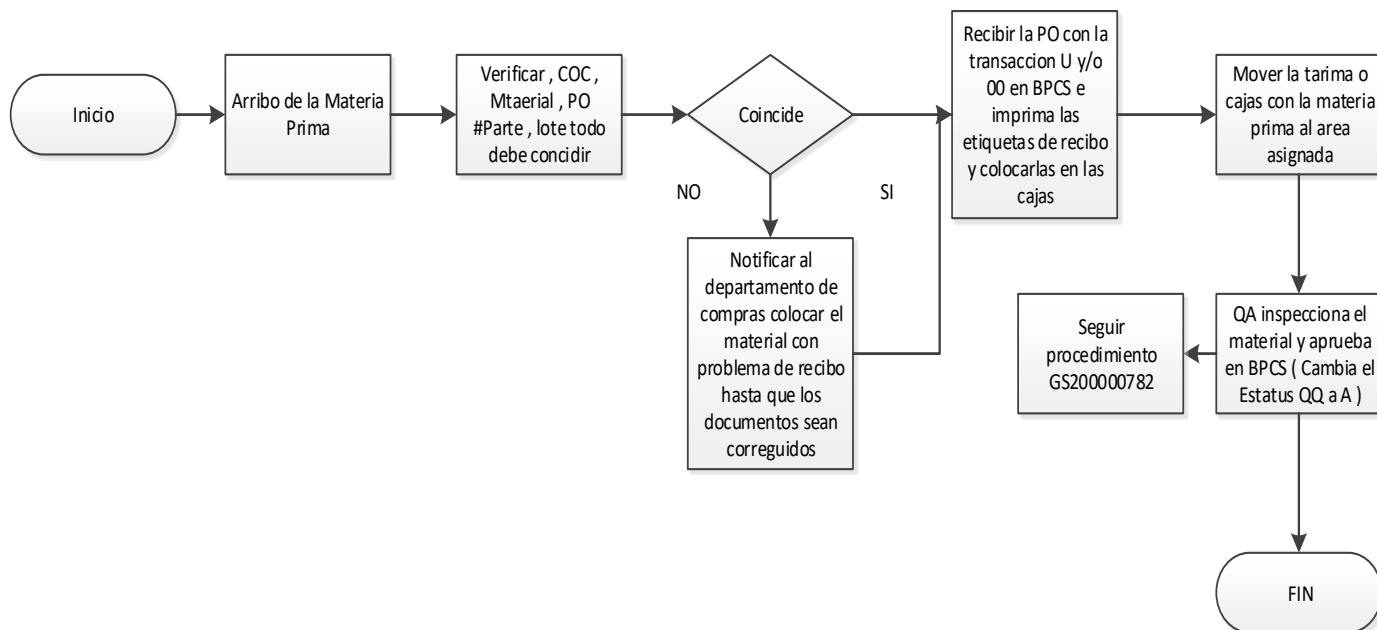 Inicio
Arribo de la Materia
Prima
Verificar , COC ,
Mtaerial , PO
#Parte , lote todo
debe concidir
Coincide
NO
SI
Notificar al
departamento de
compras colocar el
material con
problema de recibo
hasta que los
documentos sean
correguidos
Recibir la PO con la
transaccion U y/o
00 en BPCS e
imprima las
etiquetas de recibo
y colocarlas en las
cajas
Mover la tarima o
cajas con la materia
prima al area
asignada
QA inspecciona el
material y aprueba
en BPCS ( Cambia el
Estatus QQ a A )
Seguir
procedimiento
GS200000782
FIN